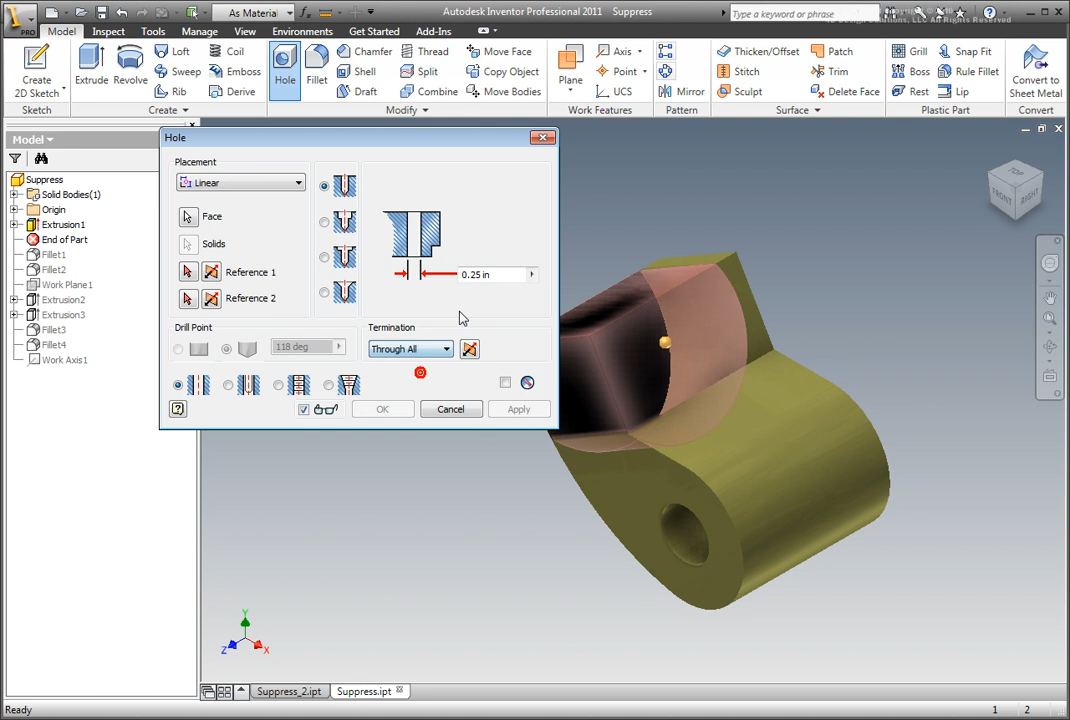 PRO
As Material
Autodesk Inventor Professional 2011 Suppress
Type a keyword or phrase
Model Inspect Tools Manage View Environments Get Started Add-Ins
Create
2D Sketch
Extrude
Revolve
Loft
Sweep
Rib
Coil
Emboss
Derive
Hole
Fillet
Chamfer
Shell
Draft
Thread
Split
Combine
Move Face
Copy Object
Move Bodies
Plane
Axis
Point
UCS
Mirror
Thicken/Offset
Stitch
Sculpt
Patch
Trim
Delete Face
Grill
Boss
Rest
Snap Fit
Rule Fillet
Lip
Convert to
Sheet Metal
Sketch Create Modify Work Features Pattern Surface Plastic Part Convert
Model
Suppress
Solid Bodies(1)
Origin
Extrusion1
End of Part
Fillet1
Fillet2
Work Plane1
Extrusion2
Extrusion3
Fillet3
Fillet4
Work Axis1
Hole
Placement
Linear
Face
Solids
Reference 1
Reference 2
0.25 in
Drill Point
118 deg
Termination
Through All
OK
Cancel
Apply
FRONT
RIGHT
Y
Z
X
Suppress_2.ipt
Suppress.ipt
Ready
1 2